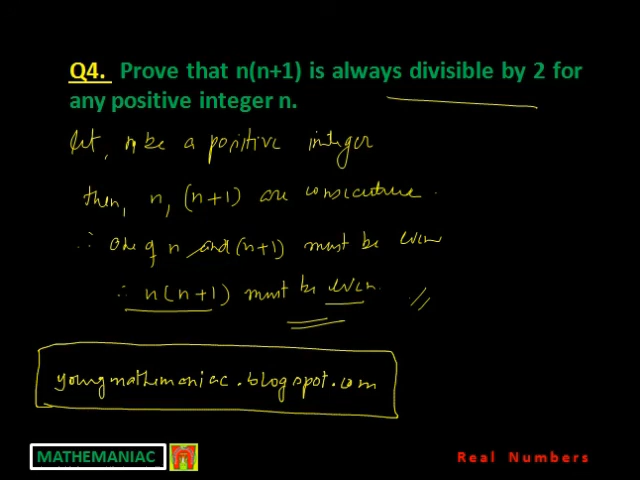 Q4. Prove that n(n+1) is always divisible by 2 for
any positive integer n.
let, n be a positive integer
then, n, (n+1) are consecutive.
∴ One of n and (n+1) must be even
∴ n(n+1) must be even.
youngmathemaniac.blogspot.com
MATHEMANIAC
Real Numbers